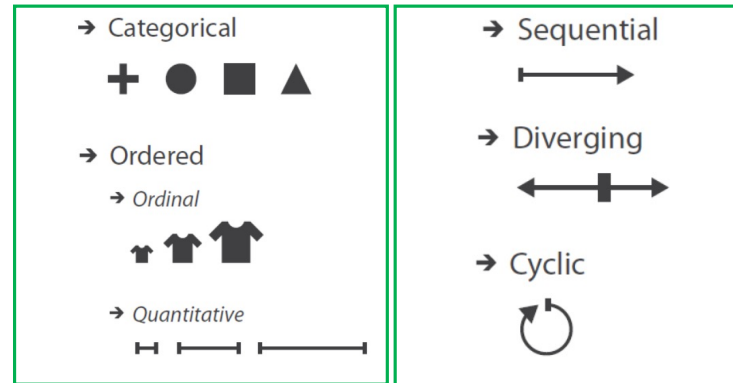 → Categorical
→ Ordered
→ Ordinal
→ Quantitative
→ Sequential
→ Diverging
→ Cyclic